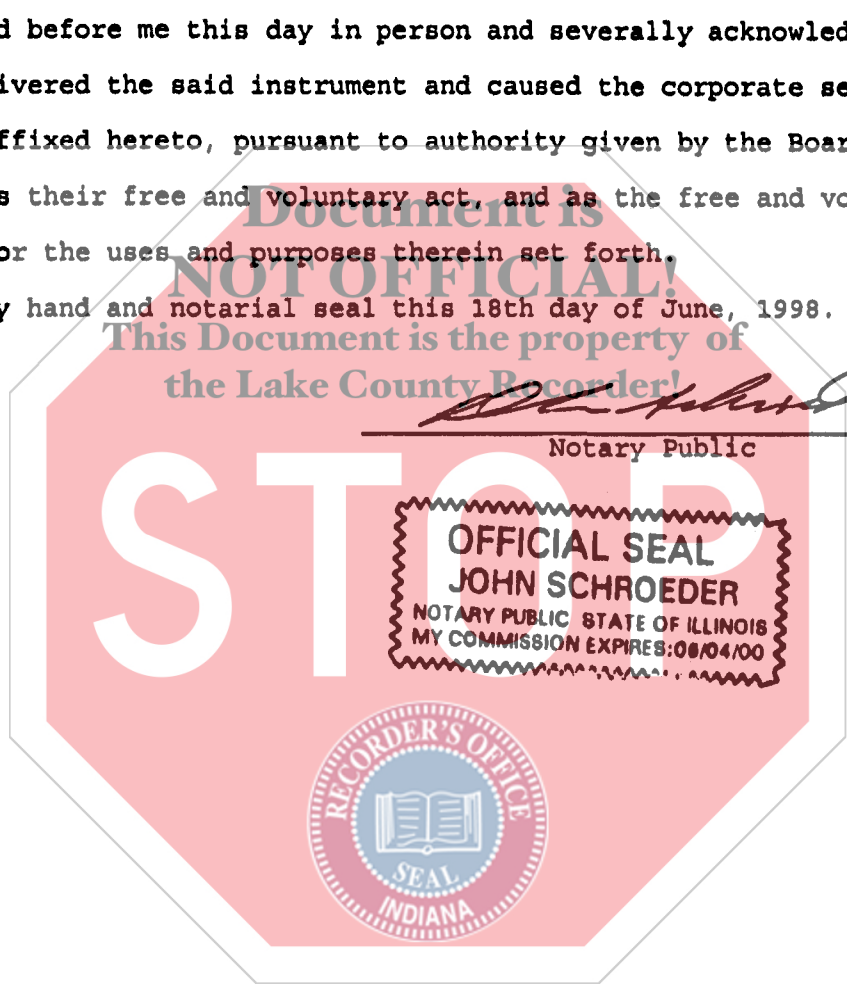 d before me this day in person and severally acknowled
ivered the said instrument and caused the corporate se
ffixed hereto, pursuant to authority given by the Boar
s their free and voluntary act, and as the free and vo
Document is
or the uses and purposes therein set forth.
NOT OFFICIAL!
y hand and notarial seal this 18th day of June, 1998.
This Document is the property of
the Lake County Recorder!
Notary Public
STOP
OFFICIAL SEAL
JOHN SCHROEDER
NOTARY PUBLIC STATE OF ILLINOIS
MY COMMISSION EXPIRES:06/04/00
RECORDER'S OFFICE
SEAL
INDIANA